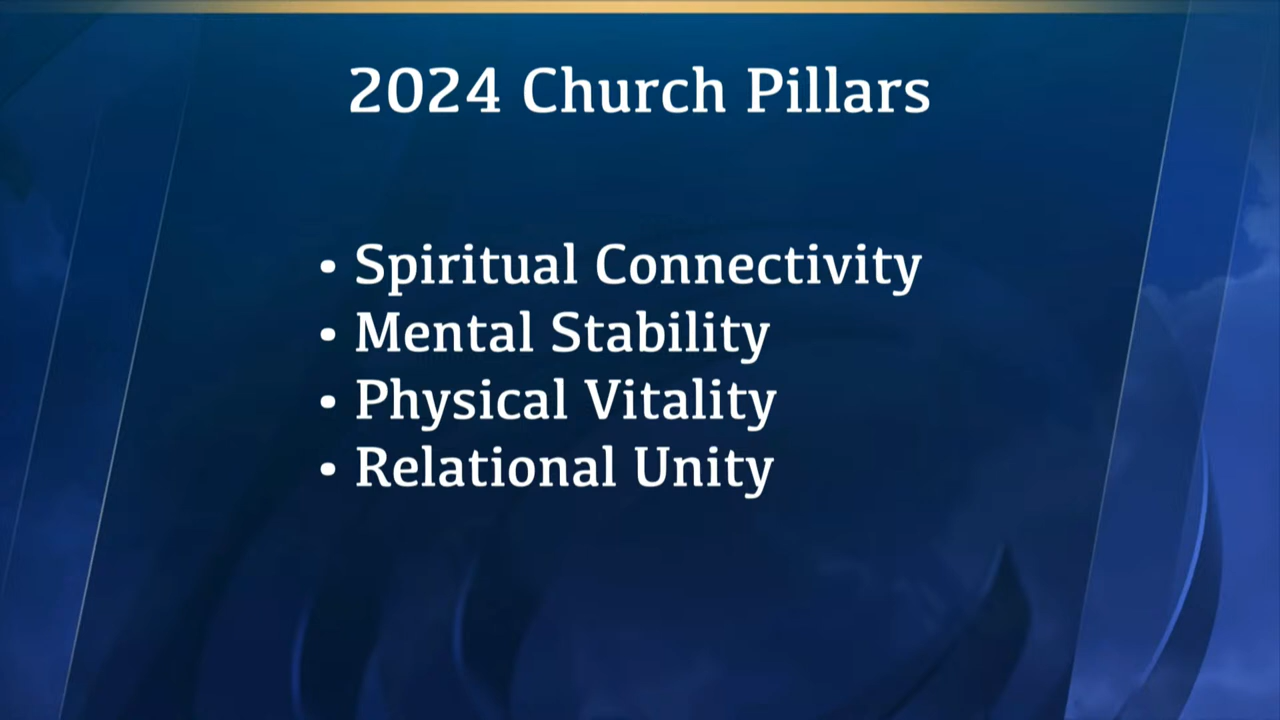 2024 Church Pillars
• Spiritual Connectivity
• Mental Stability
• Physical Vitality
• Relational Unity